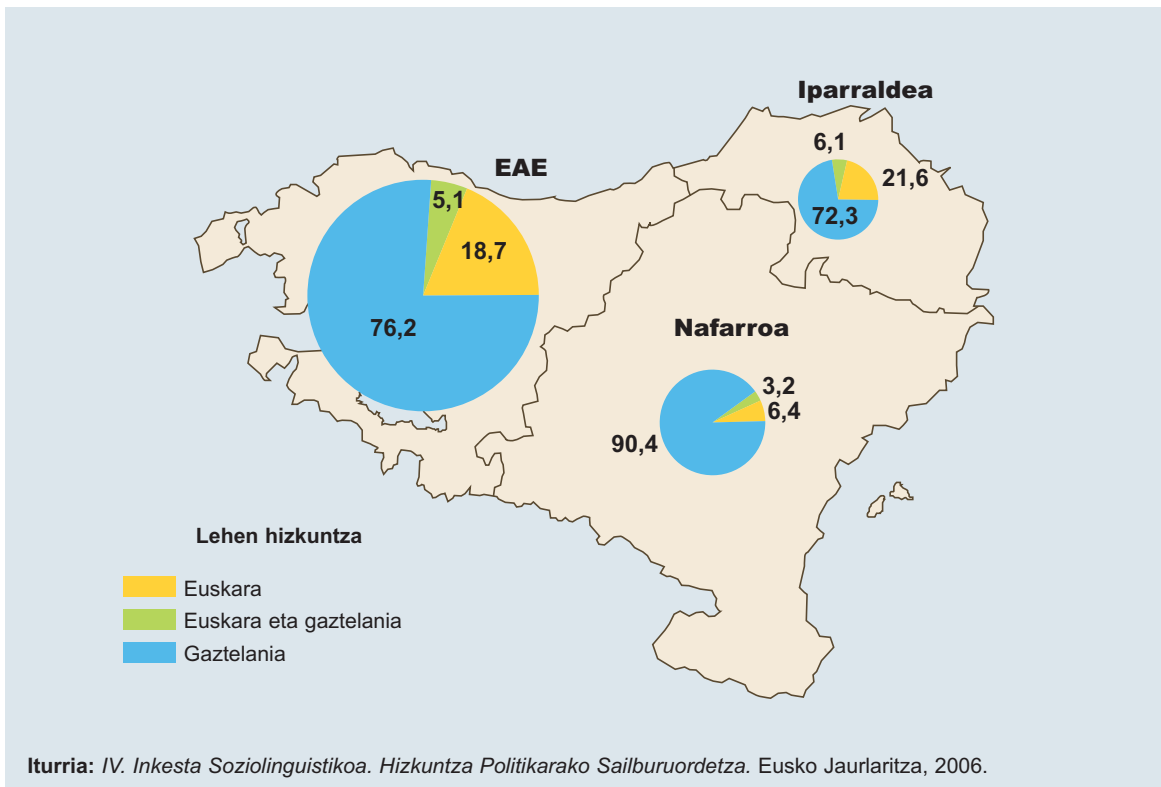 Iparraldea
6,1
21,6
72,3
EAE
5,1
18,7
76,2
Nafarroa
3,2
6,4
90,4
Lehen hizkuntza
Euskara
Euskara eta gaztelania
Gaztelania
Iturria: IV. Inkesta Soziolinguistikoa. Hizkuntza Politikarako Sailburuordetza. Eusko Jaurlaritza, 2006.